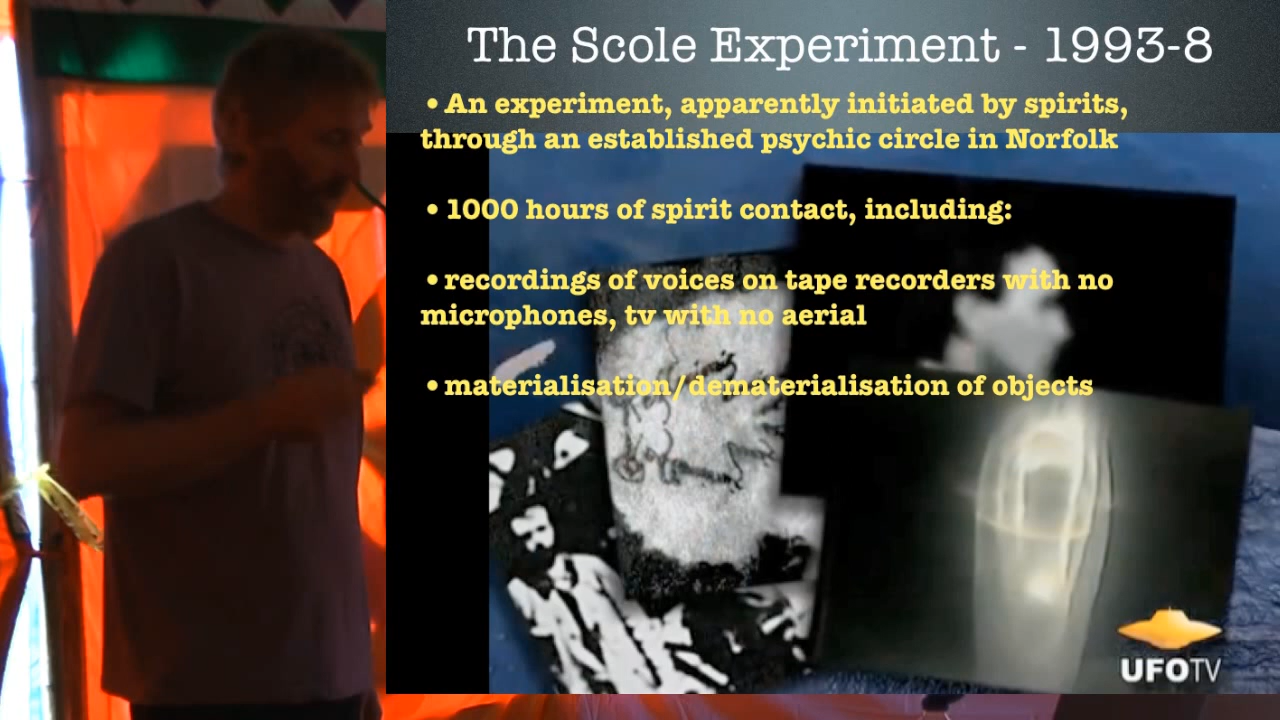 The Scole Experiment - 1993-8
• An experiment, apparently initiated by spirits,
through an established psychic circle in Norfolk
• 1000 hours of spirit contact, including:
• recordings of voices on tape recorders with no
microphones, tv with no aerial
• materialisation/dematerialisation of objects
UFOTV